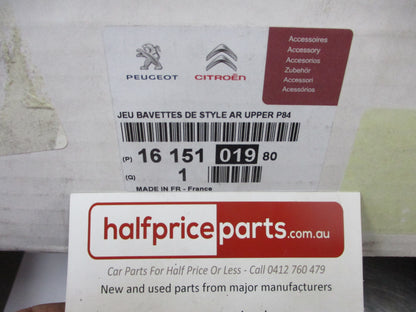 Accessoires
Accessory
Accesorios
Zubehör
Accessori
Acessórios
PEUGEOT
CITROËN
JEU BAVETTES DE STYLE AR UPPER P84
(P) 16 151 019 80
(Q) 1
MADE IN FR - France
halfpriceparts.com.au
Car Parts For Half Price Or Less - Call 0412 760 479
New and used parts from major manufacturers